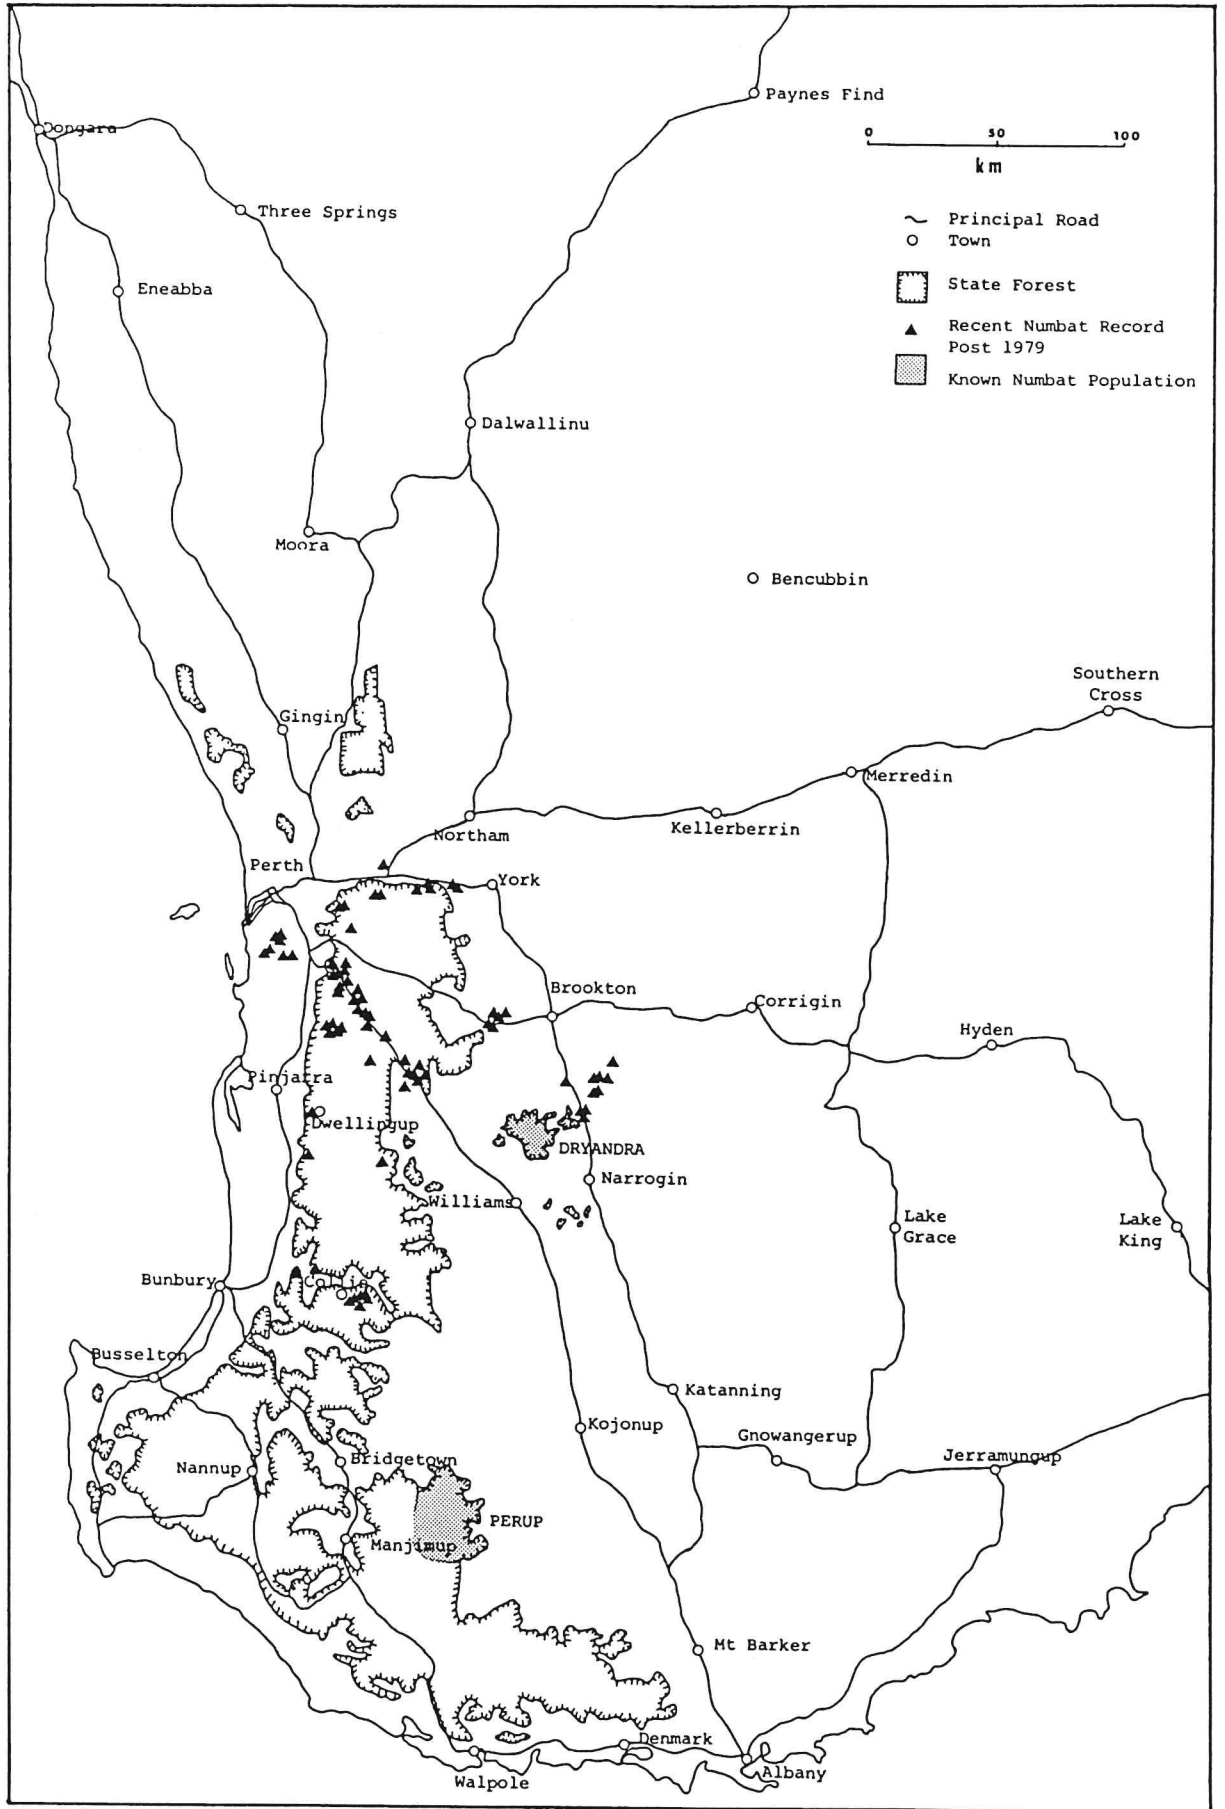 Paynes Find
0 50 100
km
Dongara
Three Springs
Principal Road
Town
Eneabba
State Forest
Recent Numbat Record
Post 1979
Known Numbat Population
Dalwallinu
Moora
Bencubbin
Southern
Cross
Gingin
Merredin
Northam
Kellerberrin
Perth
York
Brookton
Corrigin
Hyden
Pinjarra
Dwellingup
DRYANDRA
Narrogin
Williams
Lake
Grace
Lake
King
Bunbury
Collie
Busselton
Katanning
Kojonup
Gnowangerup
Jerramungup
Nannup
Bridgetown
PERUP
Manjimup
Mt Barker
Denmark
Albany
Walpole